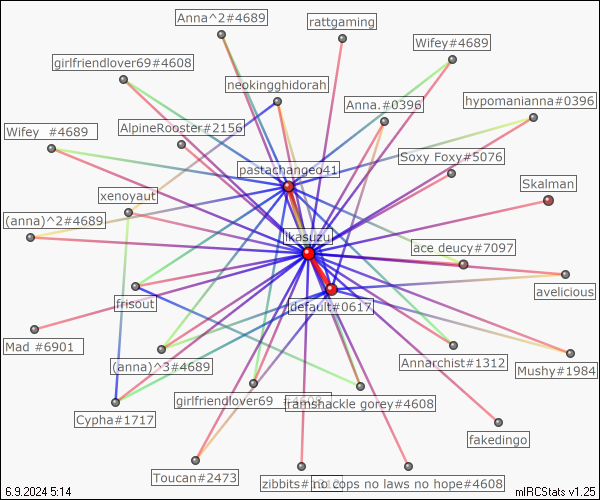 Anna^2#4689
rattgaming
Wifey#4689
girlfriendlover69#4608
neokingghidorah
hypomanianna#0396
Anna.#0396
AlpineRooster#2156
Wifey #4689
Soxy Foxy#5076
pastachangeo41
Skalman
xenoyaut
(anna)^2#4689
ikasuzu
ace deucy#7097
avelicious
frisout
default#0617
Mad #6901
(anna)^3#4689
Annarchist#1312
Mushy#1984
girlfriendlover69
ramshackle gorey#4608
Cypha#1717
fakedingo
Toucan#2473
zibbits#
no cops no laws no hope#4608
6.9.2024 5:14
mIRCStats v1.25